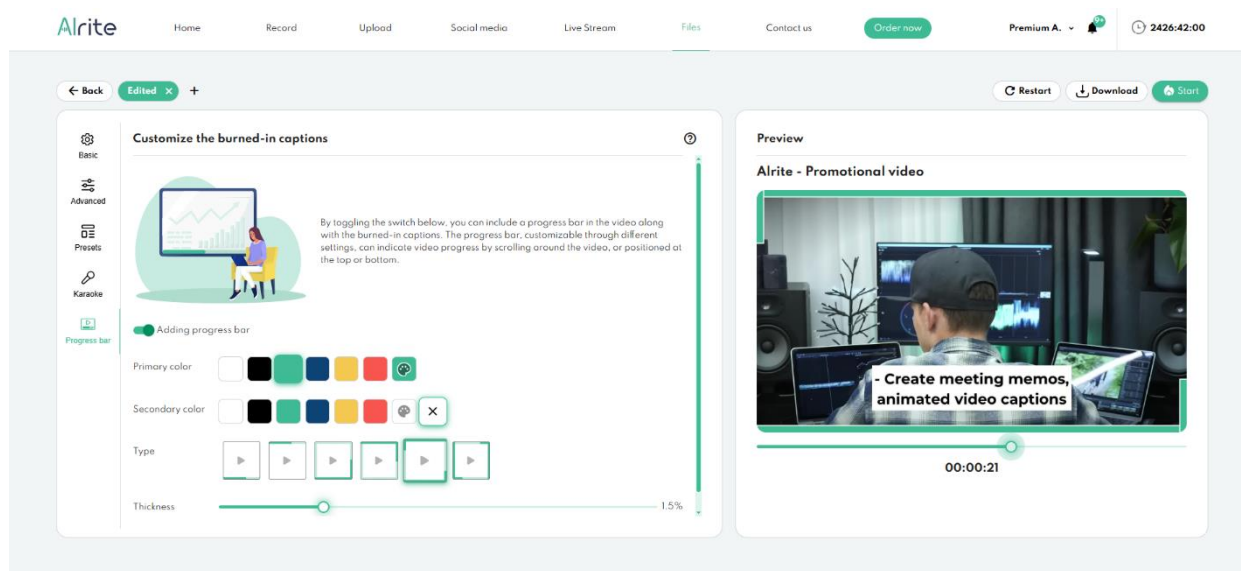 Alrite
Home
Record
Upload
Social media
Live Stream
Files
Contact us
Order now
Premium A.
9+
2426:42:00
Back
Edited
Restart
Download
Start
Basic
Advanced
Presets
Karaoke
Progress bar
Customize the burned-in captions
By toggling the switch below, you can include a progress bar in the video along
with the burned-in captions. The progress bar, customizable through different
settings, can indicate video progress by scrolling around the video, or positioned at
the top or bottom.
Adding progress bar
Primary color
Secondary color
Type
Thickness
1.5%
Preview
Alrite - Promotional video
- Create meeting memos,
animated video captions
00:00:21